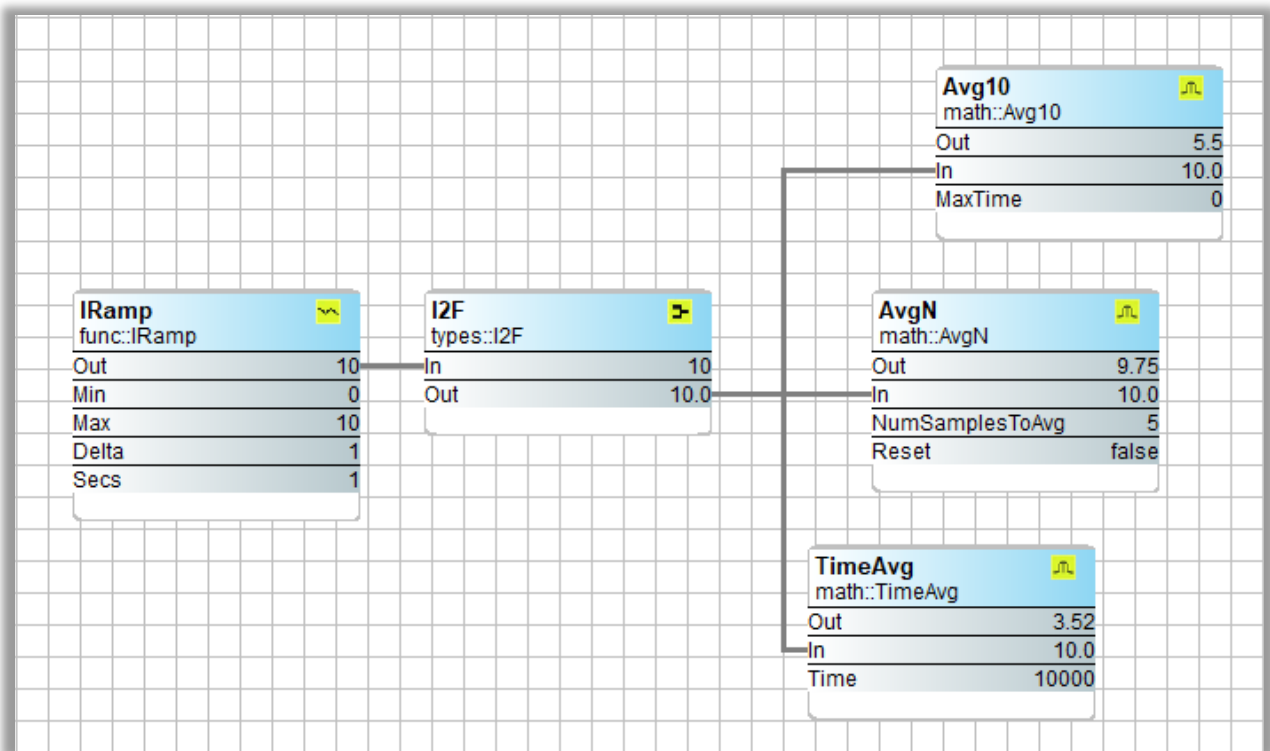 Avg10
math::Avg10
Out 5.5
In 10.0
MaxTime 0
IRamp
func::IRamp
Out 10
Min 0
Max 10
Delta 1
Secs 1
I2F
types::I2F
In 10
Out 10.0
AvgN
math::AvgN
Out 9.75
In 10.0
NumSamplesToAvg 5
Reset false
TimeAvg
math::TimeAvg
Out 3.52
In 10.0
Time 10000